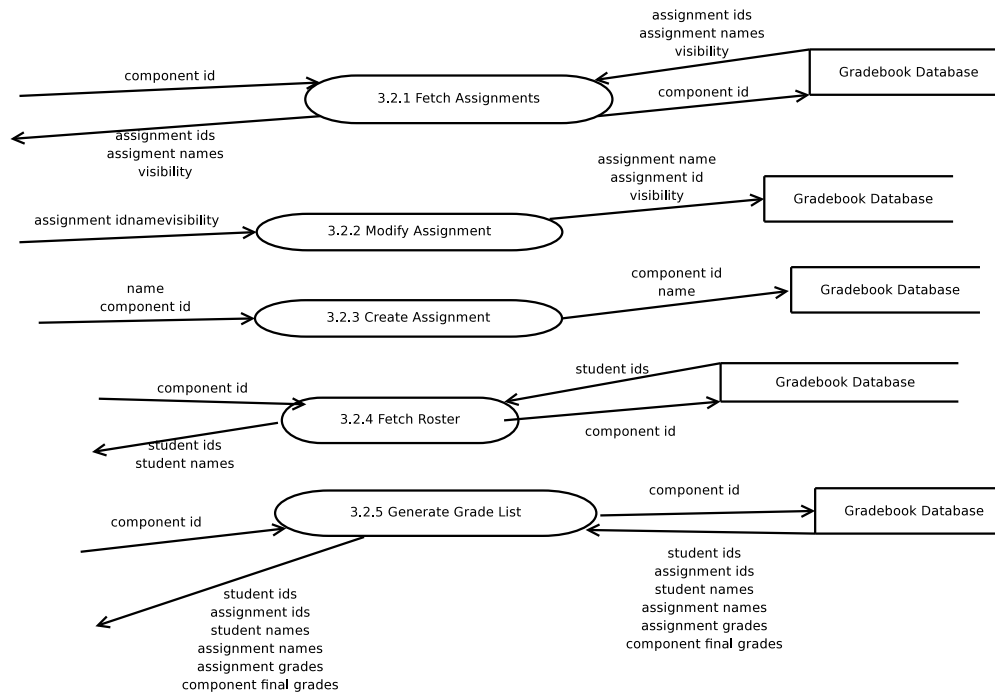 assignment ids
assignment names
visibility
component id
3.2.1 Fetch Assignments
Gradebook Database
component id
assignment ids
assigment names
visibility
assignment name
assignment id
visibility
Gradebook Database
assignment idnamevisibility
3.2.2 Modify Assignment
name
component id
3.2.3 Create Assignment
component id
name
Gradebook Database
component id
student ids
Gradebook Database
3.2.4 Fetch Roster
component id
student ids
student names
component id
3.2.5 Generate Grade List
component id
Gradebook Database
student ids
assignment ids
student names
assignment names
assignment grades
component final grades
student ids
assignment ids
student names
assignment names
assignment grades
component final grades